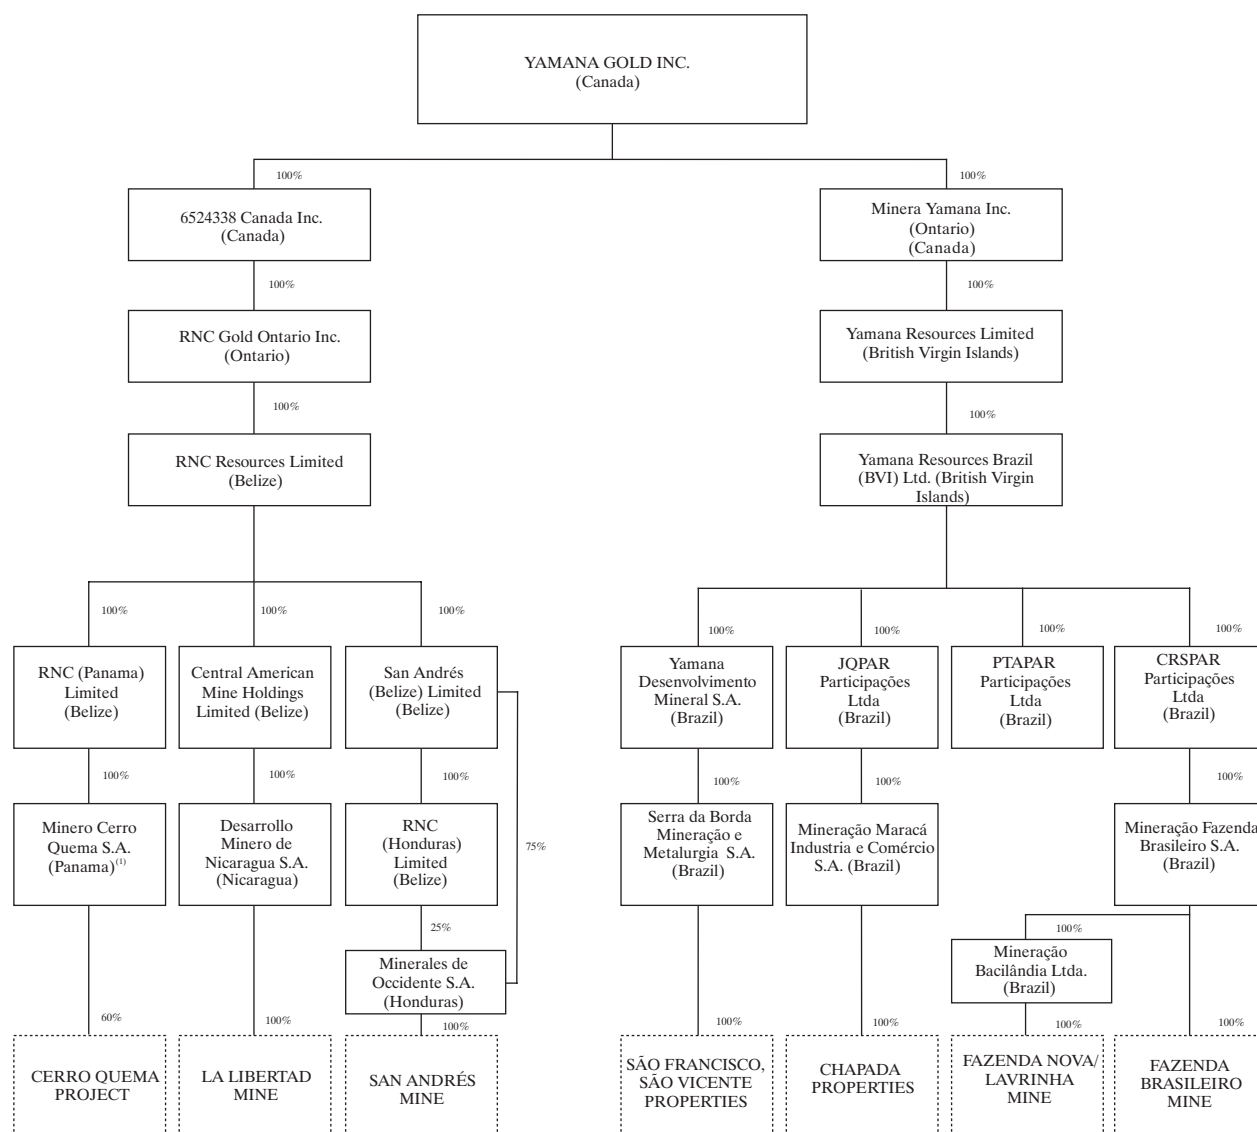 YAMANA GOLD INC.
(Canada)
100%
100%
6524338 Canada Inc.
(Canada)
Minera Yamana Inc.
(Ontario)
(Canada)
100%
100%
RNC Gold Ontario Inc.
(Ontario)
Yamana Resources Limited
(British Virgin Islands)
100%
100%
RNC Resources Limited
(Belize)
Yamana Resources Brazil
(BVI) Ltd. (British Virgin
Islands)
100%
100%
100%
100%
100%
100%
100%
RNC (Panama)
Limited
(Belize)
Central American
Mine Holdings
Limited (Belize)
San Andrés
(Belize) Limited
(Belize)
Yamana
Desenvolvimento
Mineral S.A.
(Brazil)
JQPAR
Participações
Ltda
(Brazil)
PTAPAR
Participações
Ltda
(Brazil)
CRSPAR
Participações
Ltda
(Brazil)
100%
100%
100%
100%
100%
100%
Minero Cerro
Quema S.A.
(Panama)(1)
Desarrollo
Minero de
Nicaragua S.A.
(Nicaragua)
RNC
(Honduras)
Limited
(Belize)
75%
Serra da Borda
Mineração e
Metalurgia S.A.
(Brazil)
Mineração Maracá
Industria e Comércio
S.A. (Brazil)
Mineração Fazenda
Brasileiro S.A.
(Brazil)
25%
100%
Minerales de
Occidente S.A.
(Honduras)
Mineração
Bacilândia Ltda.
(Brazil)
60%
100%
100%
100%
100%
100%
100%
CERRO QUEMA
PROJECT
LA LIBERTAD
MINE
SAN ANDRÉS
MINE
SÃO FRANCISCO,
SÃO VICENTE
PROPERTIES
CHAPADA
PROPERTIES
FAZENDA NOVA/
LAVRINHA
MINE
FAZENDA
BRASILEIRO
MINE